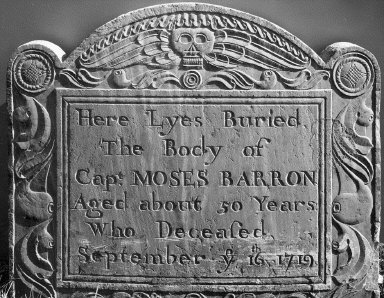 Here Lyes Buried
The Body of
Capt. MOSES BARRON
Aged about 50 Years
Who Deceaſed
September ye 16th 1719